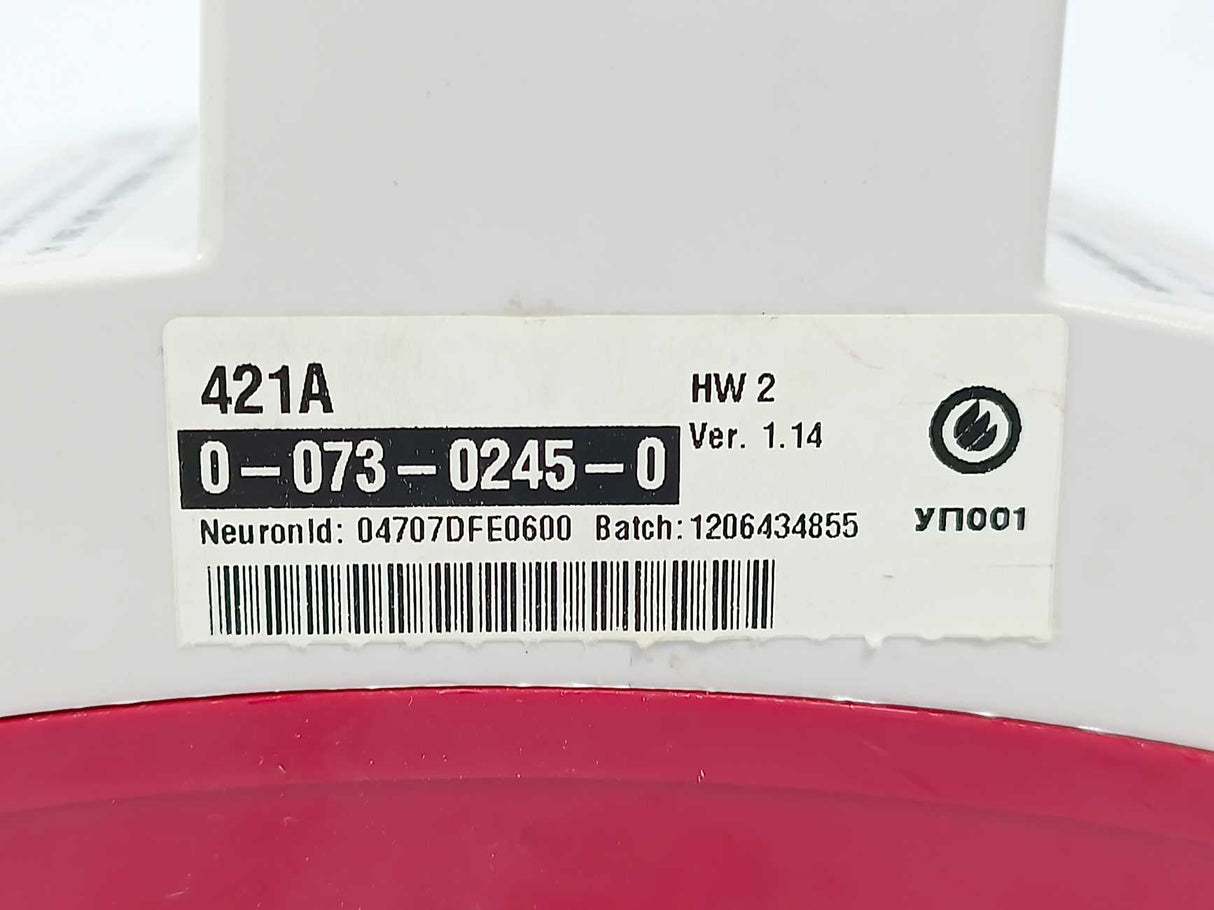 421A
HW 2
0-073-0245-0
Ver. 1.14
NeuronId: 04707DFE0600 Batch: 1206434855
УП001